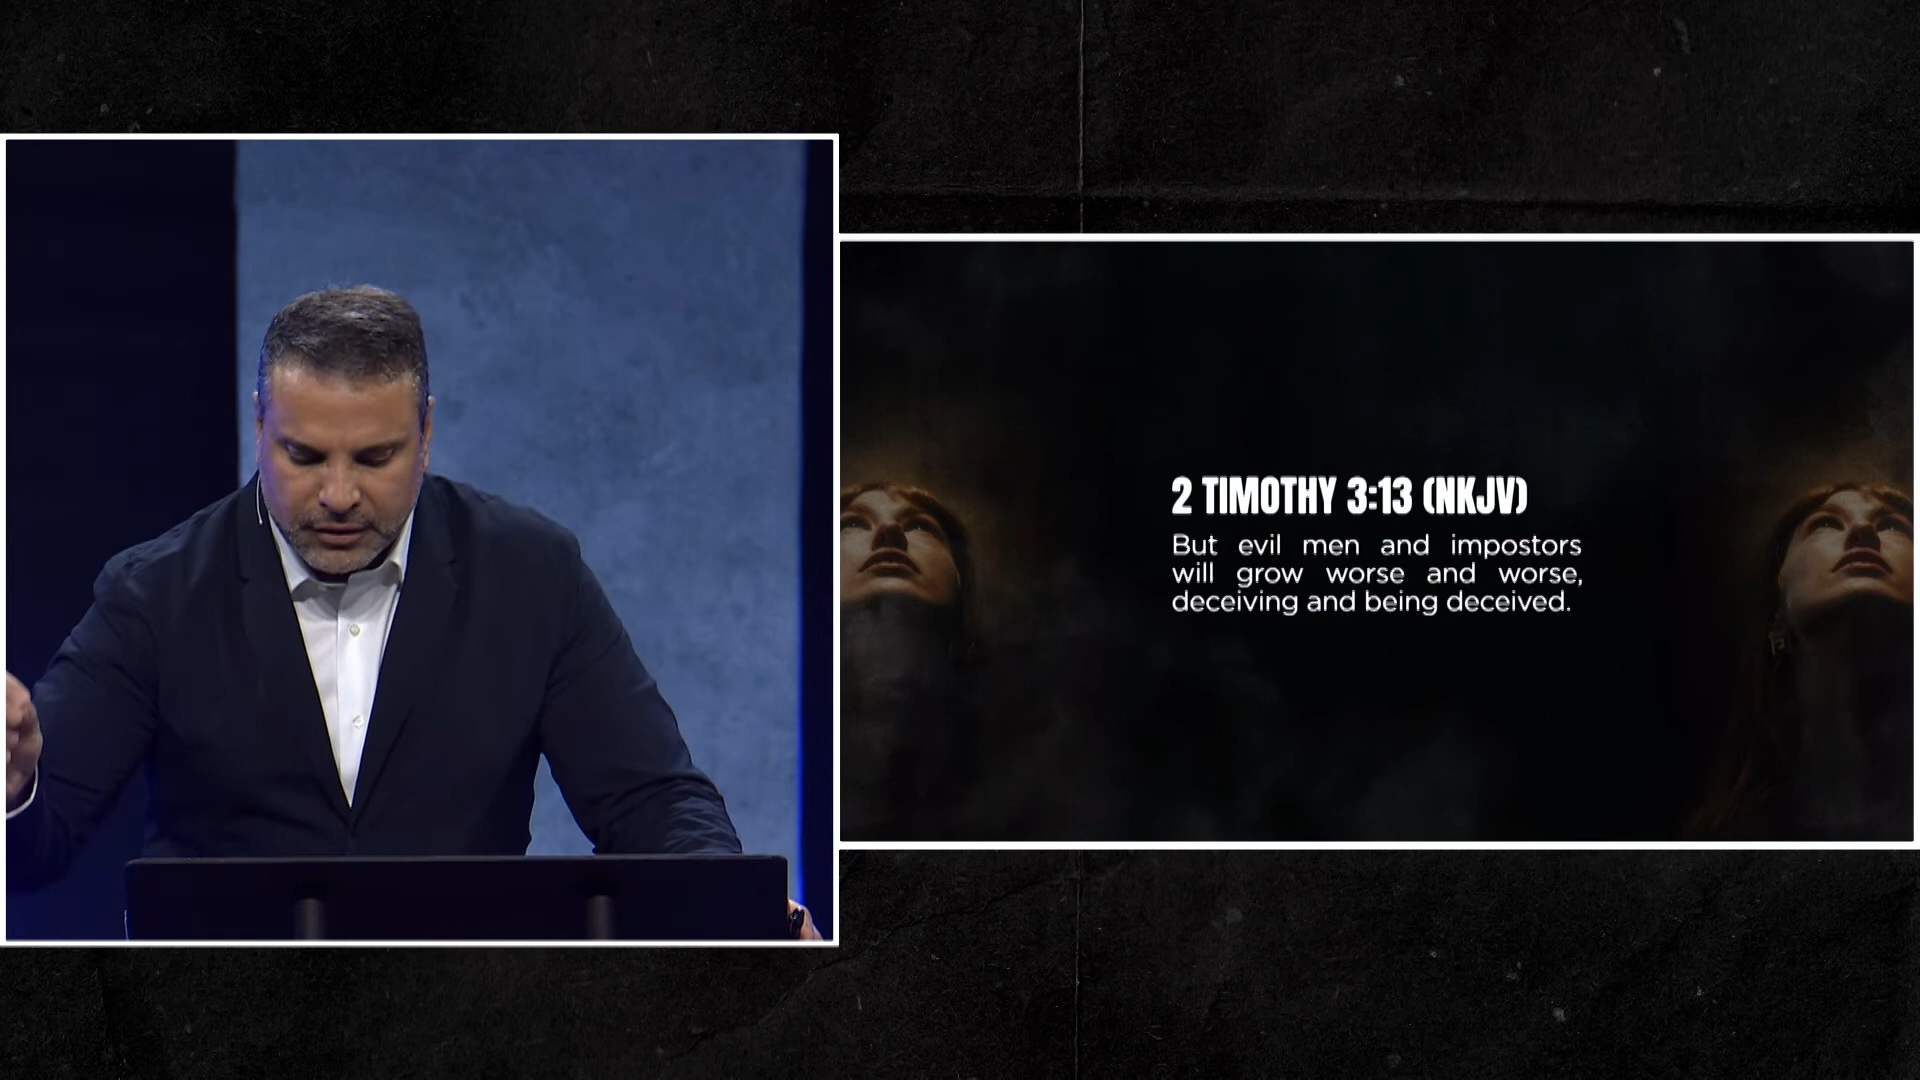 2 TIMOTHY 3:13 (NKJV)
But evil men and impostors
will grow worse and worse,
deceiving and being deceived.